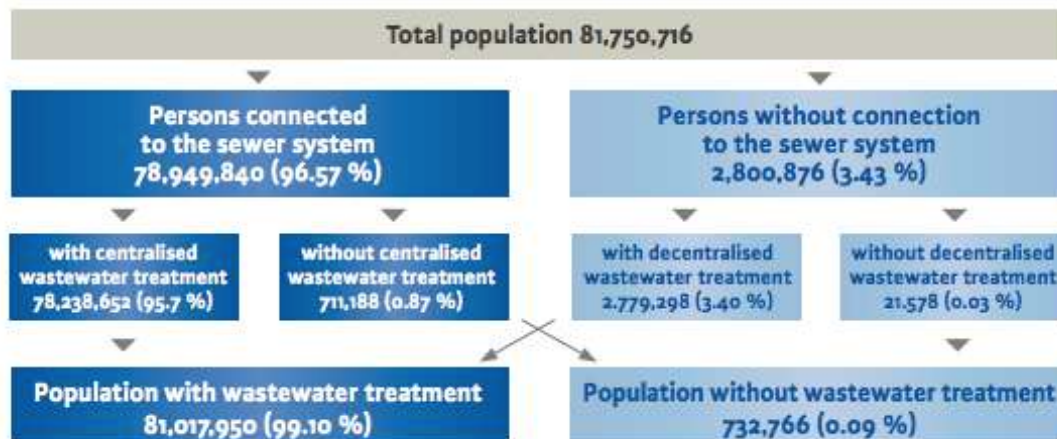 Total population 81,750,716
Persons connected
to the sewer system
78,949,840 (96.57 %)
Persons without connection
to the sewer system
2,800,876 (3.43 %)
with centralised
wastewater treatment
78,238,652 (95.7 %)
without centralised
wastewater treatment
711,188 (0.87 %)
with decentralised
wastewater treatment
2.779,298 (3.40 %)
without decentralised
wastewater treatment
21.578 (0.03 %)
Population with wastewater treatment
81,017,950 (99.10 %)
Population without wastewater treatment
732,766 (0.09 %)